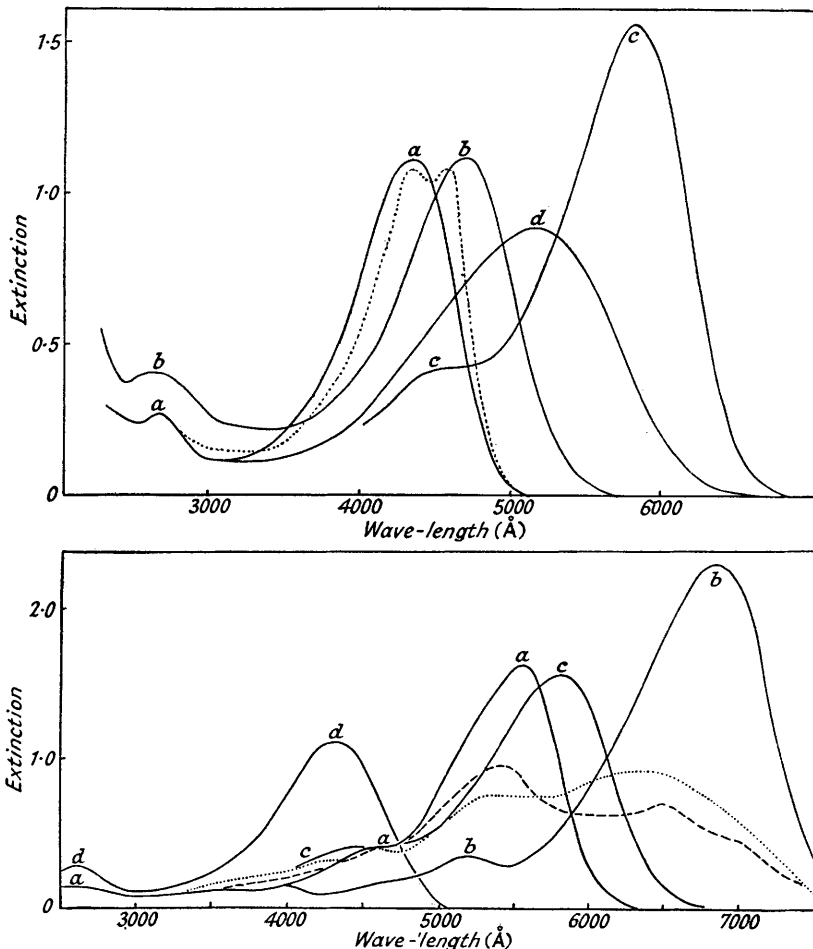 1·5
c
a
b
1·0
d
Extinction
0·5
b
c
a
0
3000
4000
5000
6000
Wave-length (Å)
2·0
b
a
c
d
Extinction
1·0
d
c
a
b
a
0
3000
4000
5000
6000
7000
Wave-length (Å)